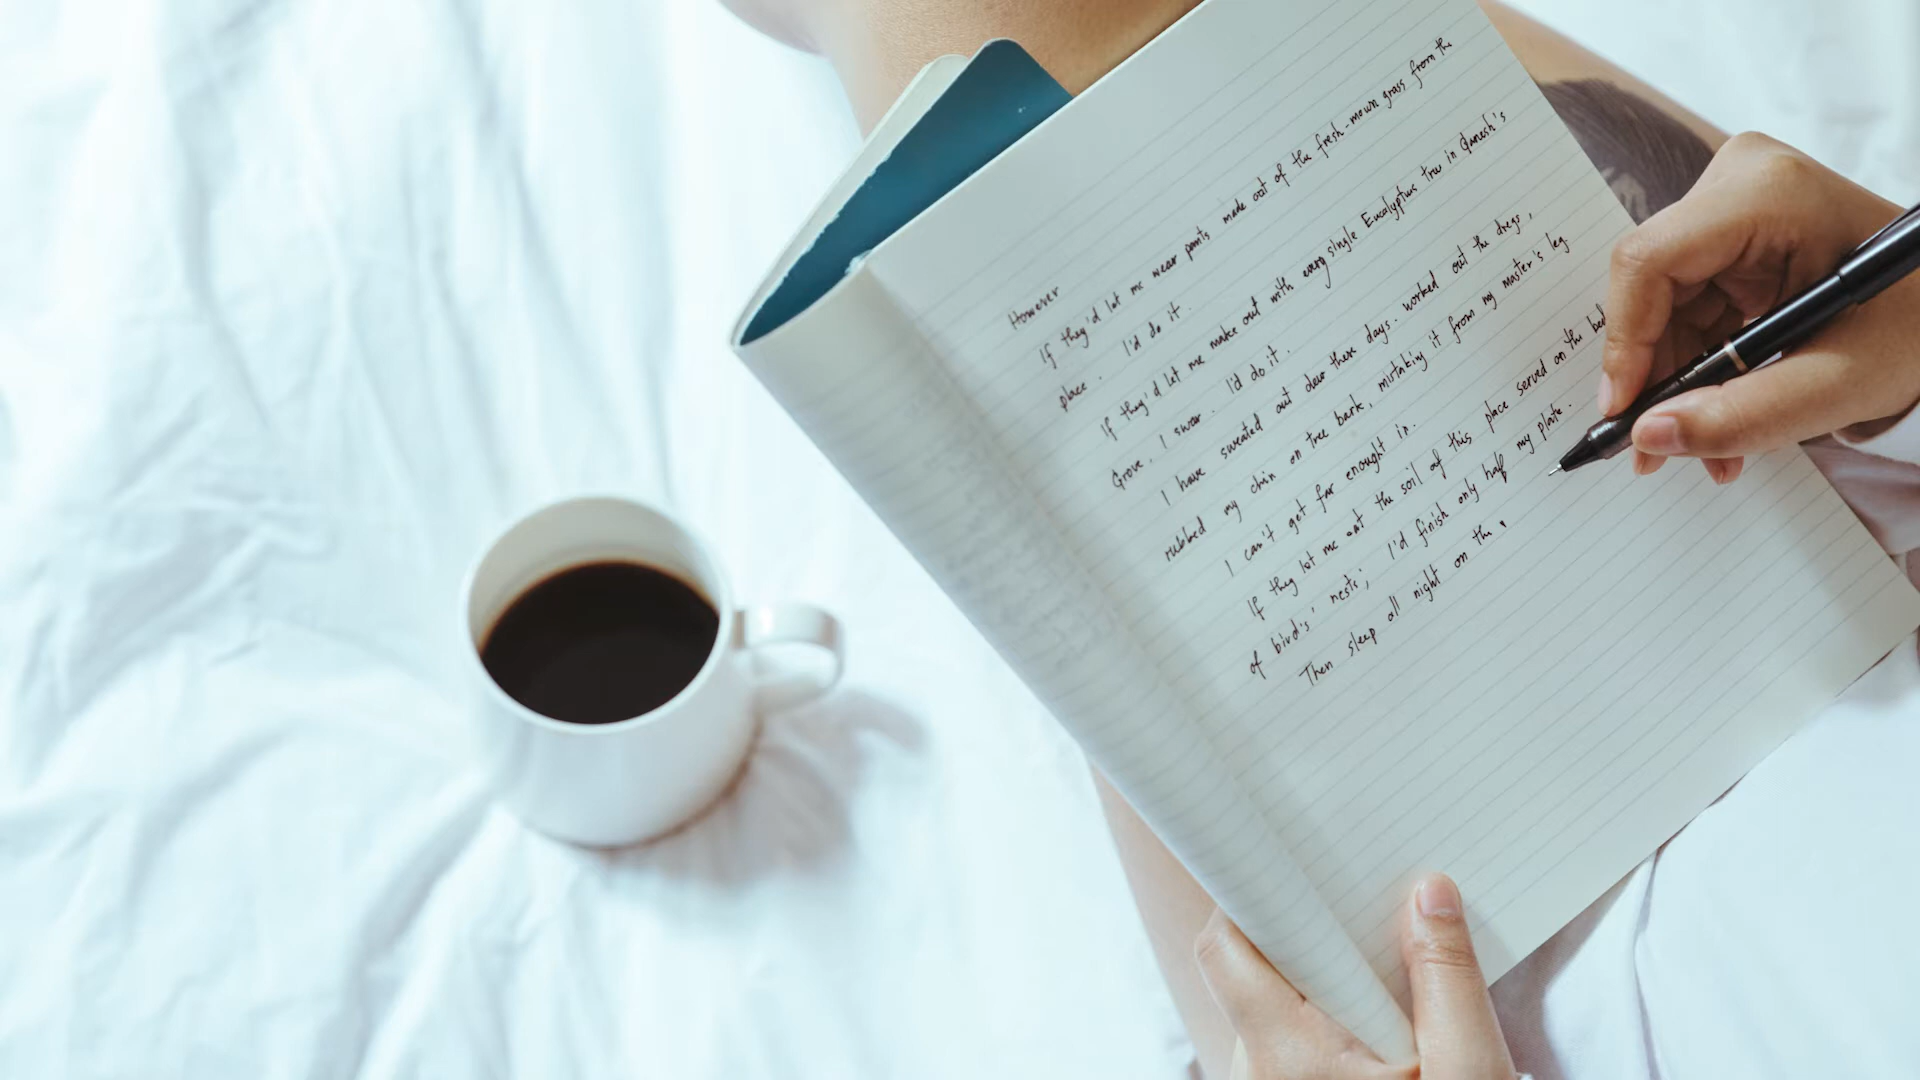 However
If they'd let me wear pants made out of the fresh-mown grass from the
place. I'd do it.
If they'd let me make out with every single Eucalyptus tree in Ganesh's
Grove. I swear. I'd do it.
I have sweated out dew these days. worked out the dregs,
rubbed my chin on tree bark, mistaking it from my master's leg
I can't get far enought in.
If they let me eat the soil of this place served on the bed
of bird's' nests; I'd finish only half my plate.
Then sleep all night on the